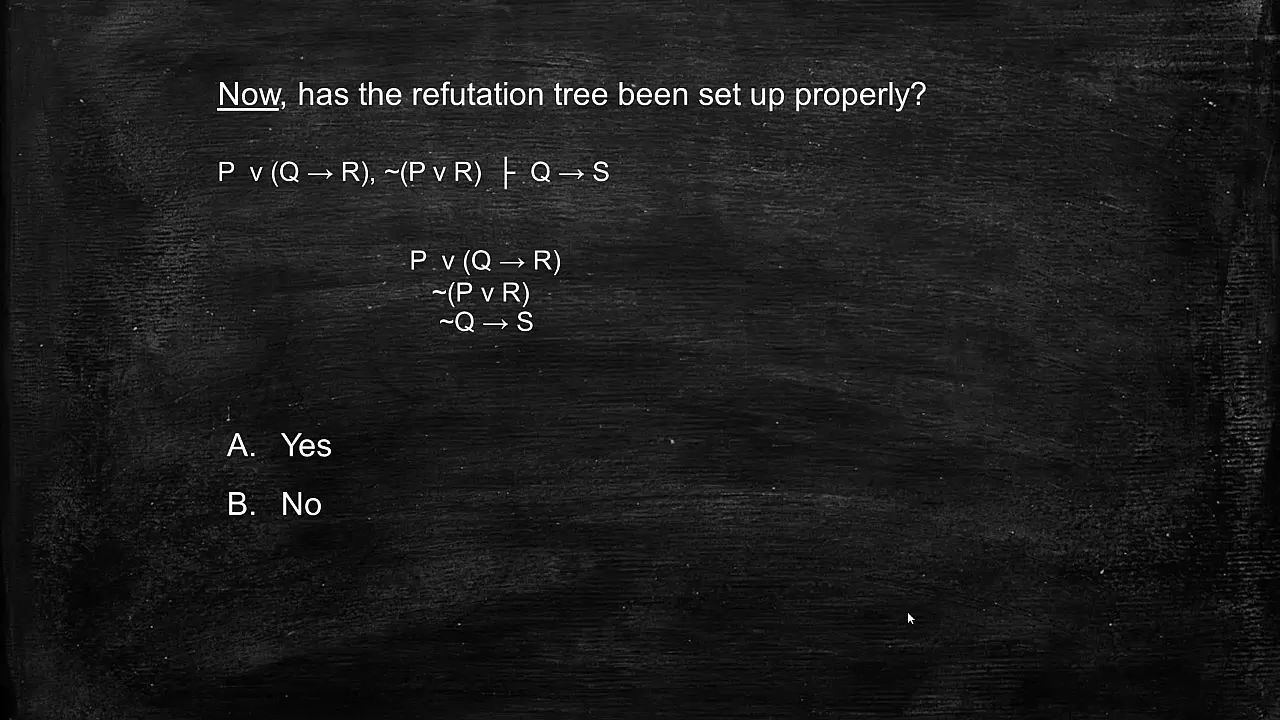 Now, has the refutation tree been set up properly?
P v (Q → R), ~(P v R) ├ Q → S
P v (Q → R)
~(P v R)
~Q → S
A. Yes
B. No